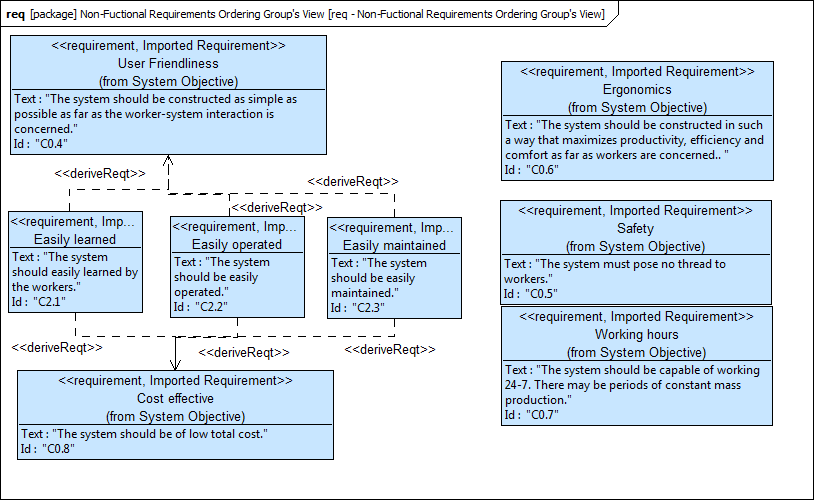 req [package] Non-Fuctional Requirements Ordering Group's View [req - Non-Fuctional Requirements Ordering Group's View]
<<requirement, Imported Requirement>>
User Friendliness
(from System Objective)
Text : "The system should be constructed as simple as
possible as far as the worker-system interaction is
concerned."
Id : "C0.4"
<<requirement, Imported Requirement>>
Ergonomics
(from System Objective)
Text : "The system should be constructed in such
a way that maximizes productivity, efficiency and
comfort as far as workers are concerned.. "
Id : "C0.6"
<<deriveReqt>>
<<deriveReqt>>
<<deriveReqt>>
<<requirement, Impo...
Easily learned
Text : "The system
should easily learned by
the workers."
Id : "C2.1"
<<requirement, Im...
Easily operated
Text : "The system
should be easily
operated."
Id : "C2.2"
<<requirement, Im...
Easily maintained
Text : "The system
should be easily
maintained."
Id : "C2.3"
<<requirement, Imported Requirement>>
Safety
(from System Objective)
Text : "The system must pose no thread to
workers."
Id : "C0.5"
<<requirement, Imported Requirement>>
Working hours
(from System Objective)
Text : "The system should be capable of working
24-7. There may be periods of constant mass
production."
Id : "C0.7"
<<deriveReqt>>
<<deriveReqt>>
<<deriveReqt>>
<<requirement, Imported Requirement>>
Cost effective
(from System Objective)
Text : "The system should be of low total cost."
Id : "C0.8"